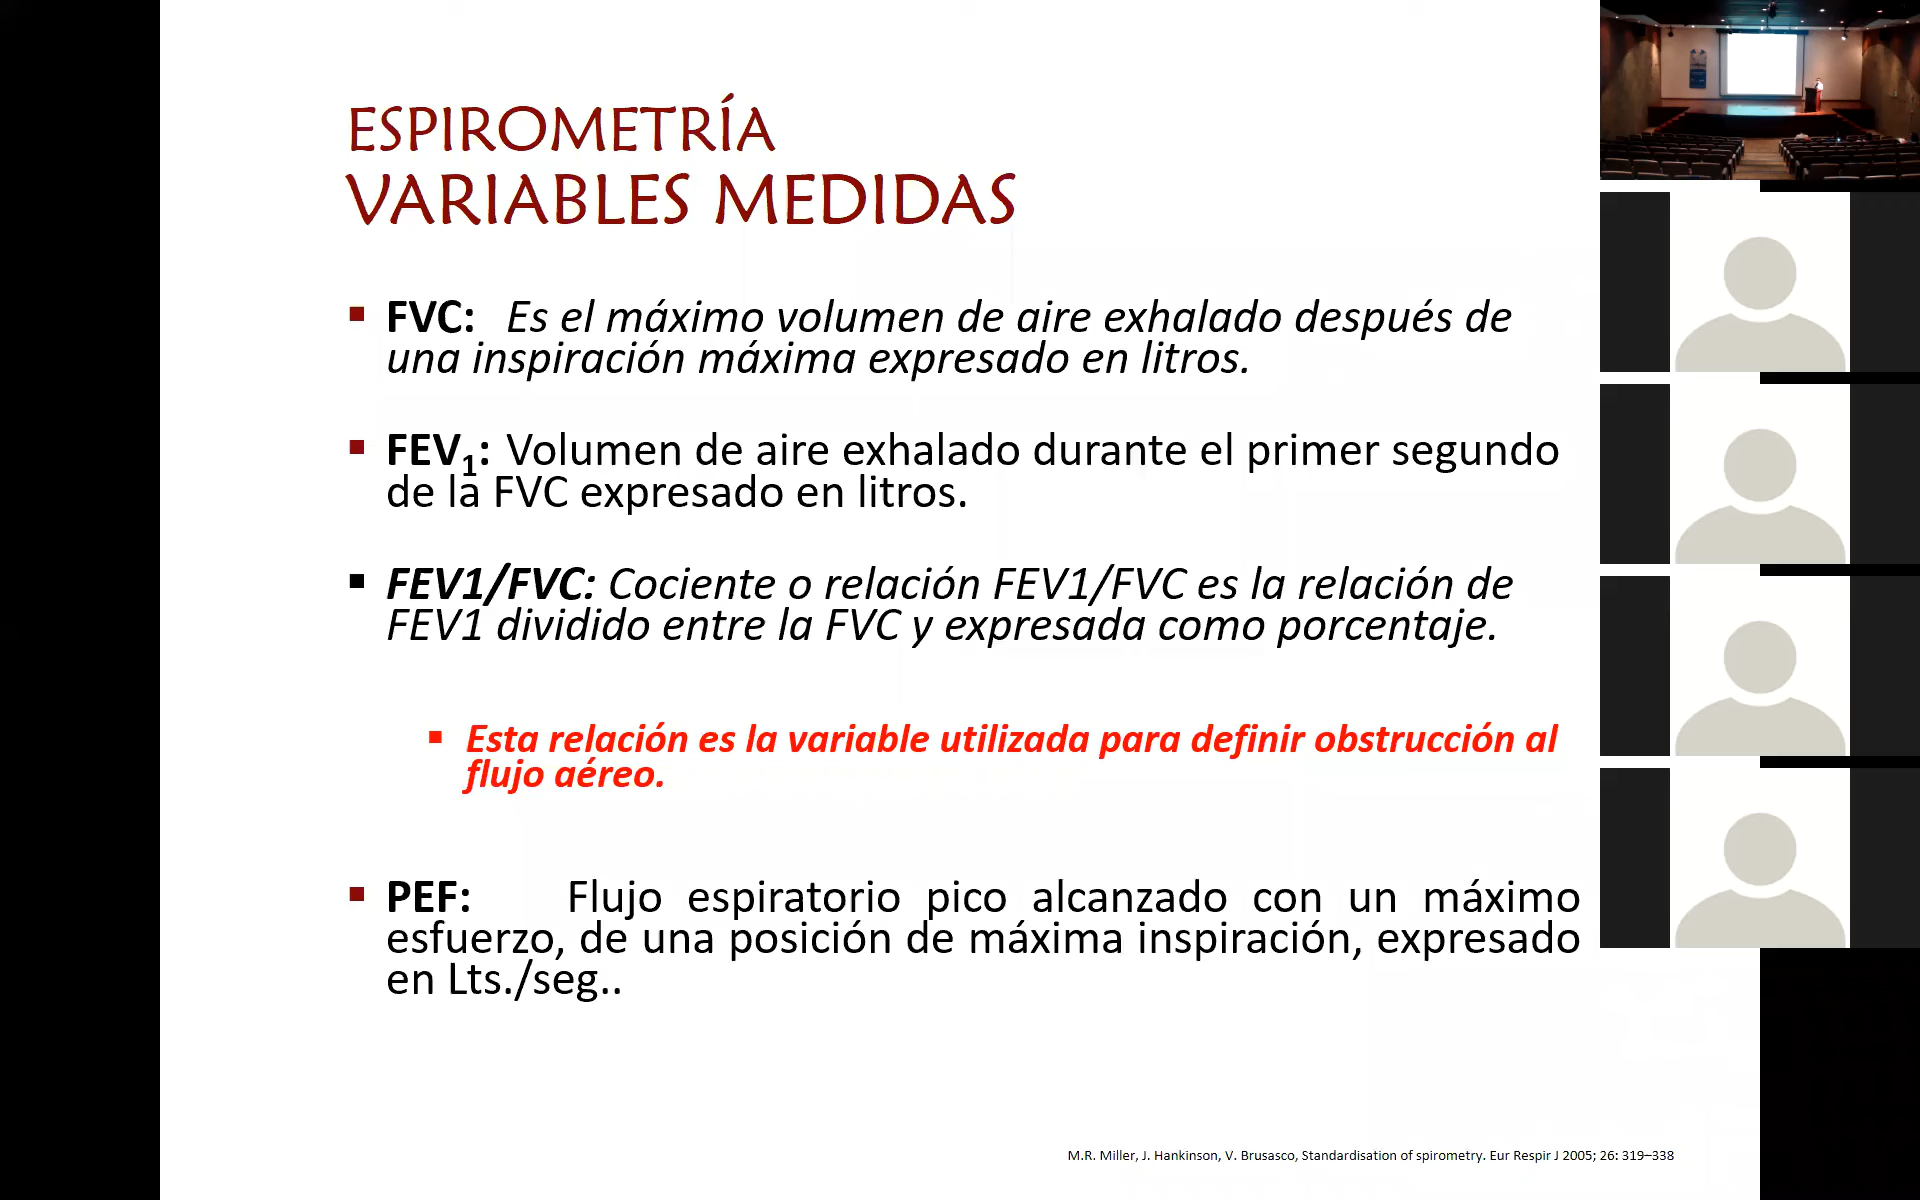 ESPIROMETRÍA
VARIABLES MEDIDAS
FVC: Es el máximo volumen de aire exhalado después de
una inspiración máxima expresado en litros.
FEV1: Volumen de aire exhalado durante el primer segundo
de la FVC expresado en litros.
FEV1/FVC: Cociente o relación FEV1/FVC es la relación de
FEV1 dividido entre la FVC y expresada como porcentaje.
Esta relación es la variable utilizada para definir obstrucción al
flujo aéreo.
PEF: Flujo espiratorio pico alcanzado con un máximo
esfuerzo, de una posición de máxima inspiración, expresado
en Lts./seg..
M.R. Miller, J. Hankinson, V. Brusasco, Standardisation of spirometry. Eur Respir J 2005; 26: 319–338